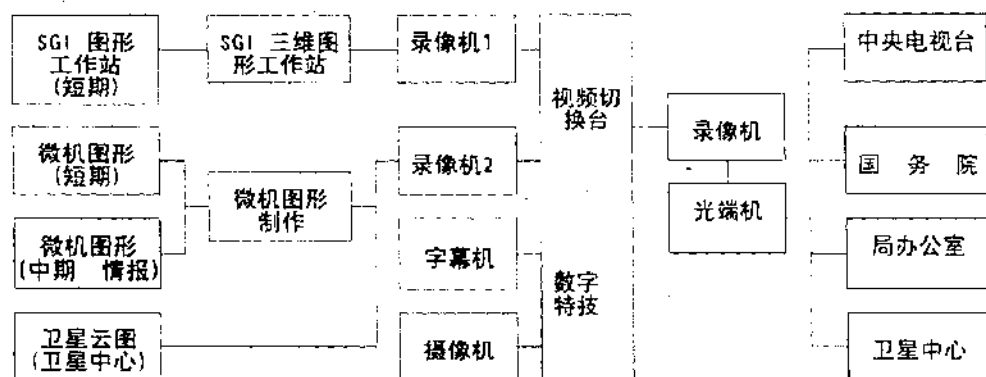 SGI 图形
工作站
(短期)
SGI 三维图
形工作站
录像机1
微机图形
(短期)
微机图形
(中期 情报)
微机图形
制作
录像机2
字幕机
卫星云图
(卫星中心)
摄像机
视频切
换台
数字
特技
录像机
光端机
中央电视台
国 务 院
局办公室
卫星中心